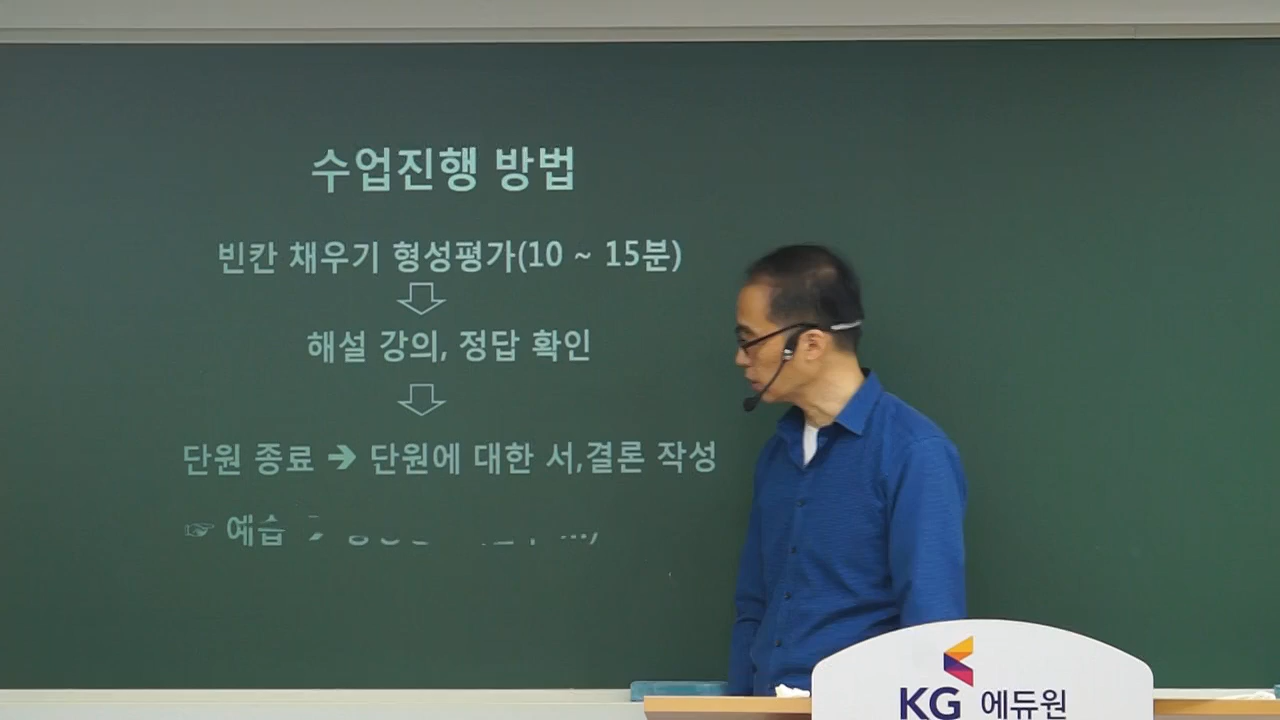 수업진행 방법
빈칸 채우기 형성평가(10 ~ 15분)
해설 강의, 정답 확인
단원 종료 → 단원에 대한 서,결론 작성
☞ 예습
KG 에듀원